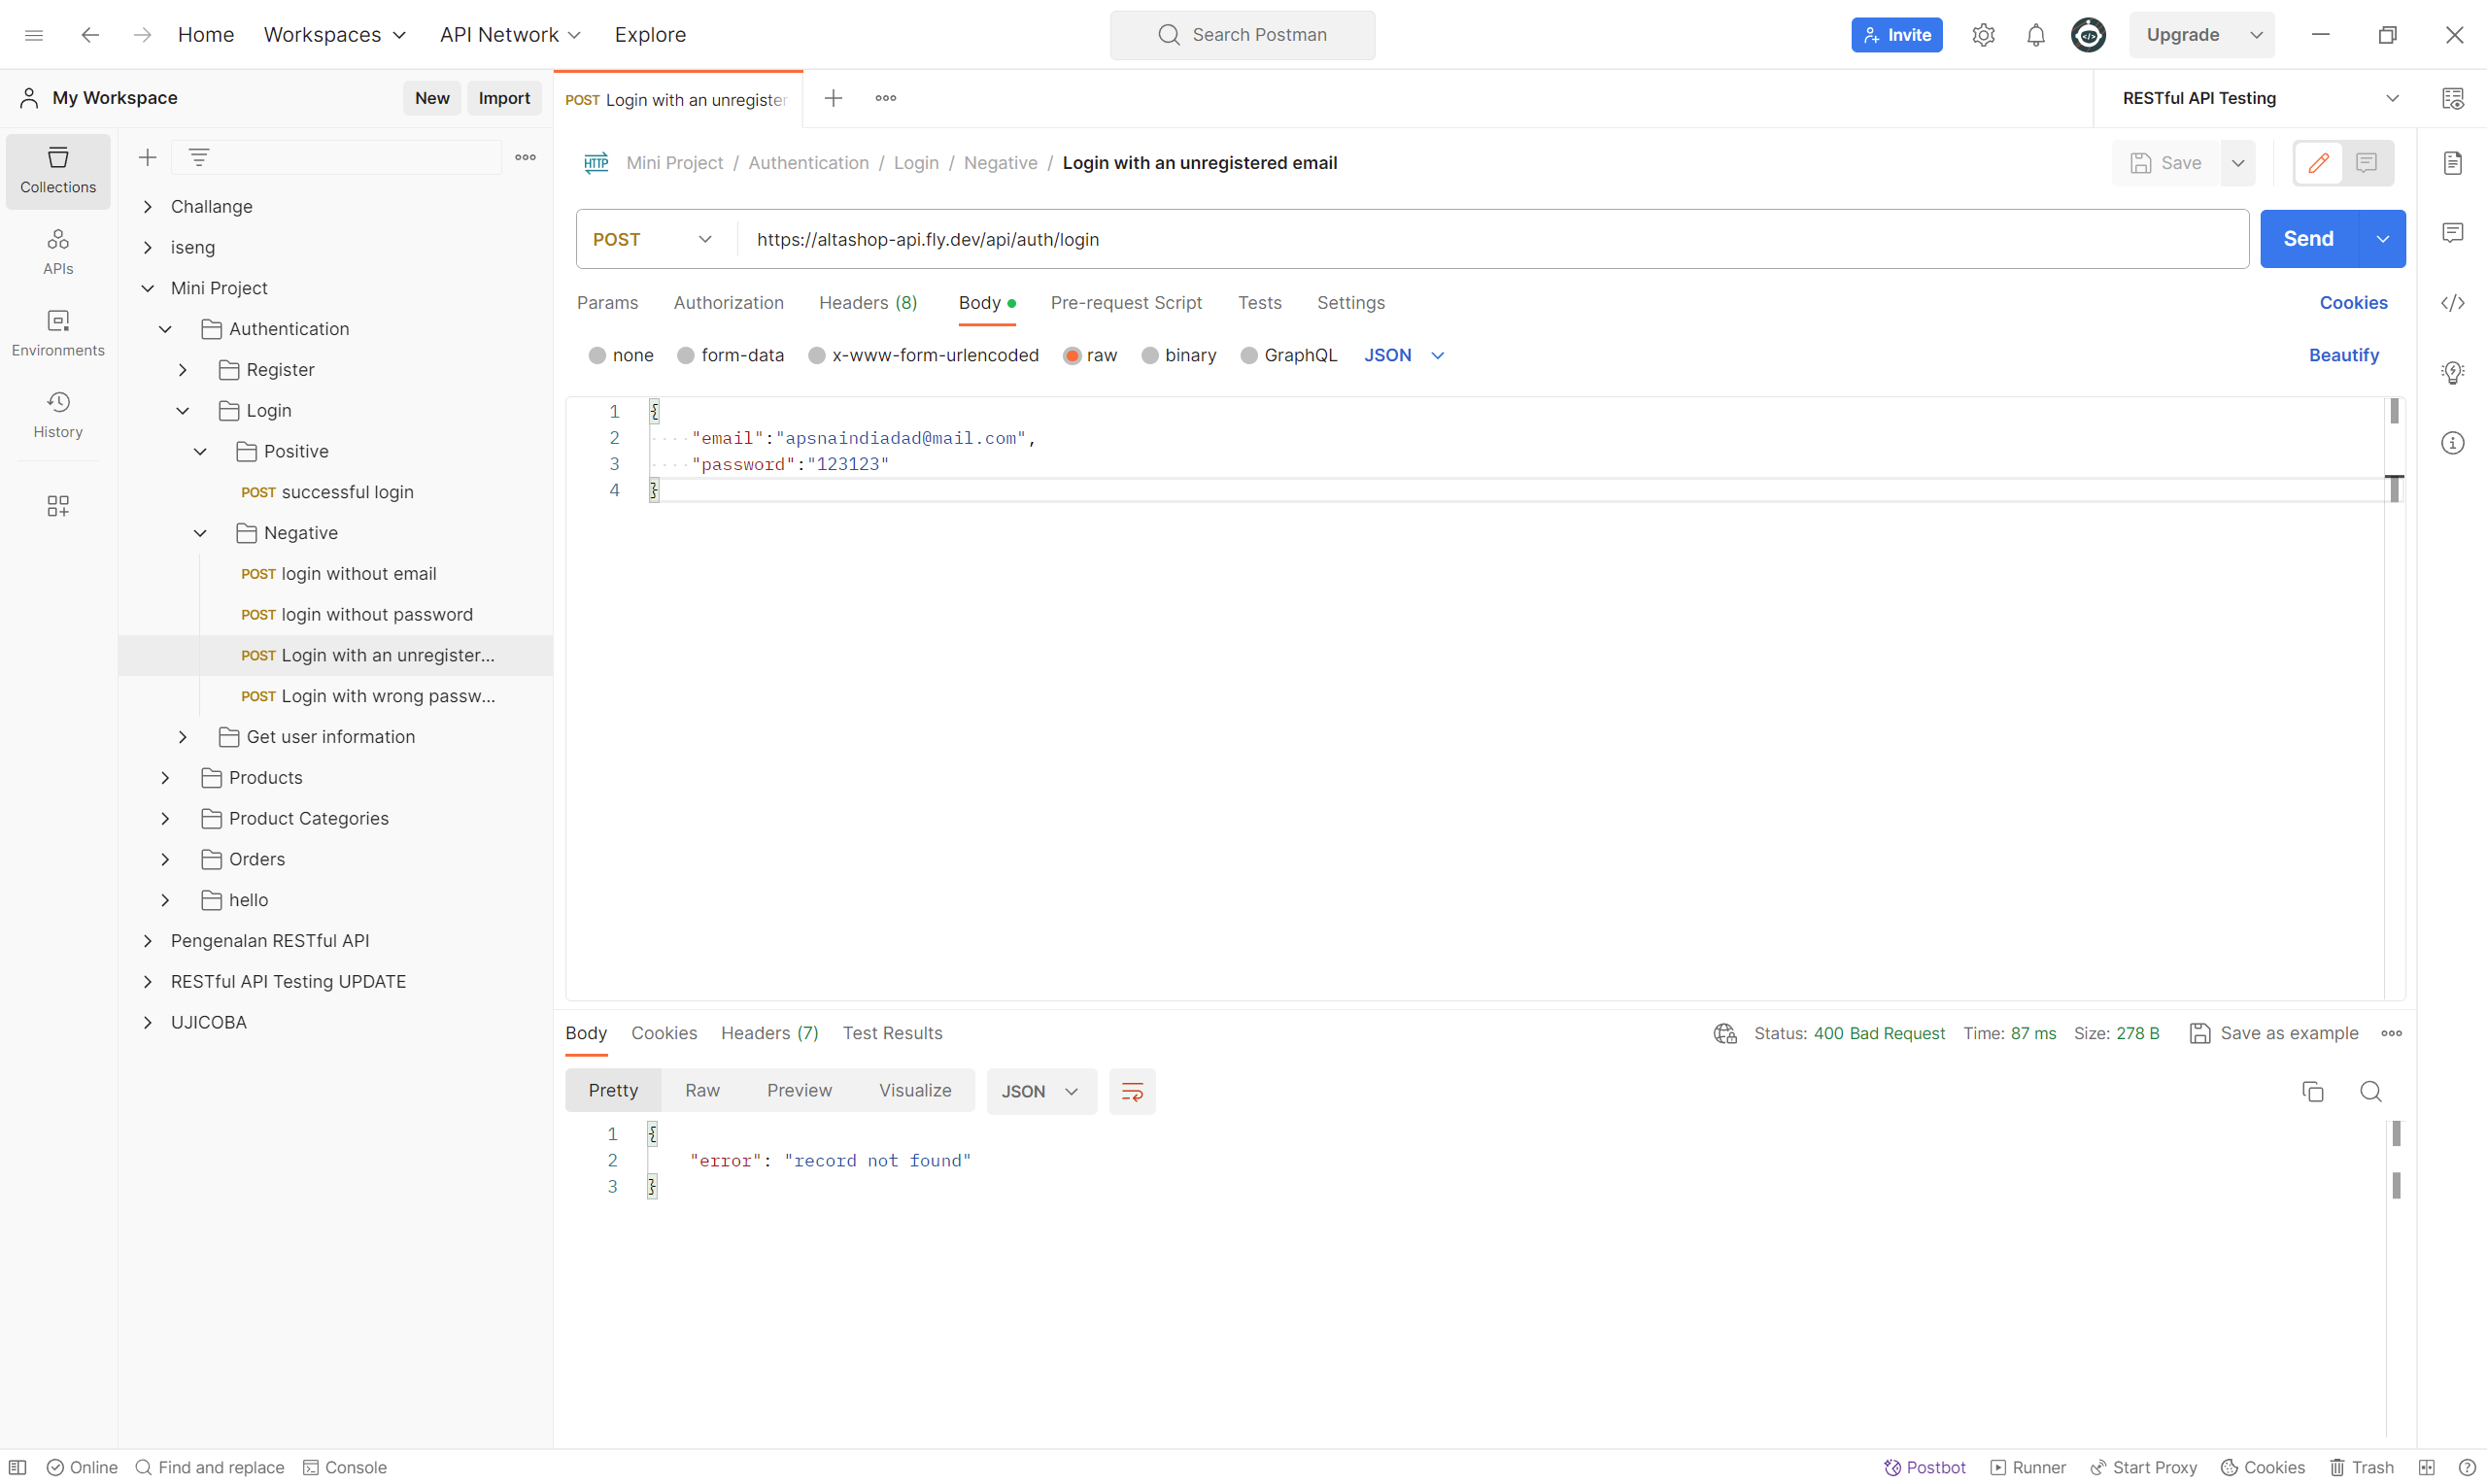 Home Workspaces API Network Explore Search Postman Invite Upgrade
My Workspace New Import POST Login with an unregister RESTful API Testing
Collections
APIs
Environments
History
Challange
iseng
Mini Project
Authentication
Register
Login
Positive
POST successful login
Negative
POST login without email
POST login without password
POST Login with an unregister...
POST Login with wrong passw...
Get user information
Products
Product Categories
Orders
hello
Pengenalan RESTful API
RESTful API Testing UPDATE
UJICOBA
HTTP Mini Project / Authentication / Login / Negative / Login with an unregistered email Save
POST https://altashop-api.fly.dev/api/auth/login Send
Params Authorization Headers (8) Body Pre-request Script Tests Settings Cookies
none form-data x-www-form-urlencoded raw binary GraphQL JSON Beautify
1 {
2 "email":"apsnaindiadad@mail.com",
3 "password":"123123"
4 }
Body Cookies Headers (7) Test Results Status: 400 Bad Request Time: 87 ms Size: 278 B Save as example
Pretty Raw Preview Visualize JSON
1 {
2 "error": "record not found"
3 }
Online Find and replace Console Postbot Runner Start Proxy Cookies Trash